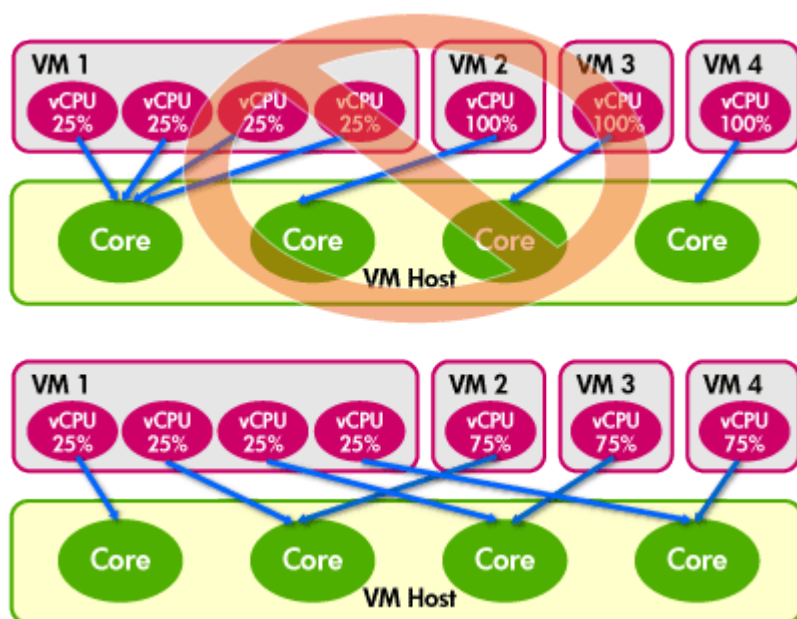 VM 1
VM 2
VM 3
VM 4
vCPU
25%
vCPU
25%
vCPU
25%
vCPU
25%
vCPU
100%
vCPU
100%
vCPU
100%
Core
Core
Core
Core
VM Host
VM 1
VM 2
VM 3
VM 4
vCPU
25%
vCPU
25%
vCPU
25%
vCPU
25%
vCPU
75%
vCPU
75%
vCPU
75%
Core
Core
Core
Core
VM Host